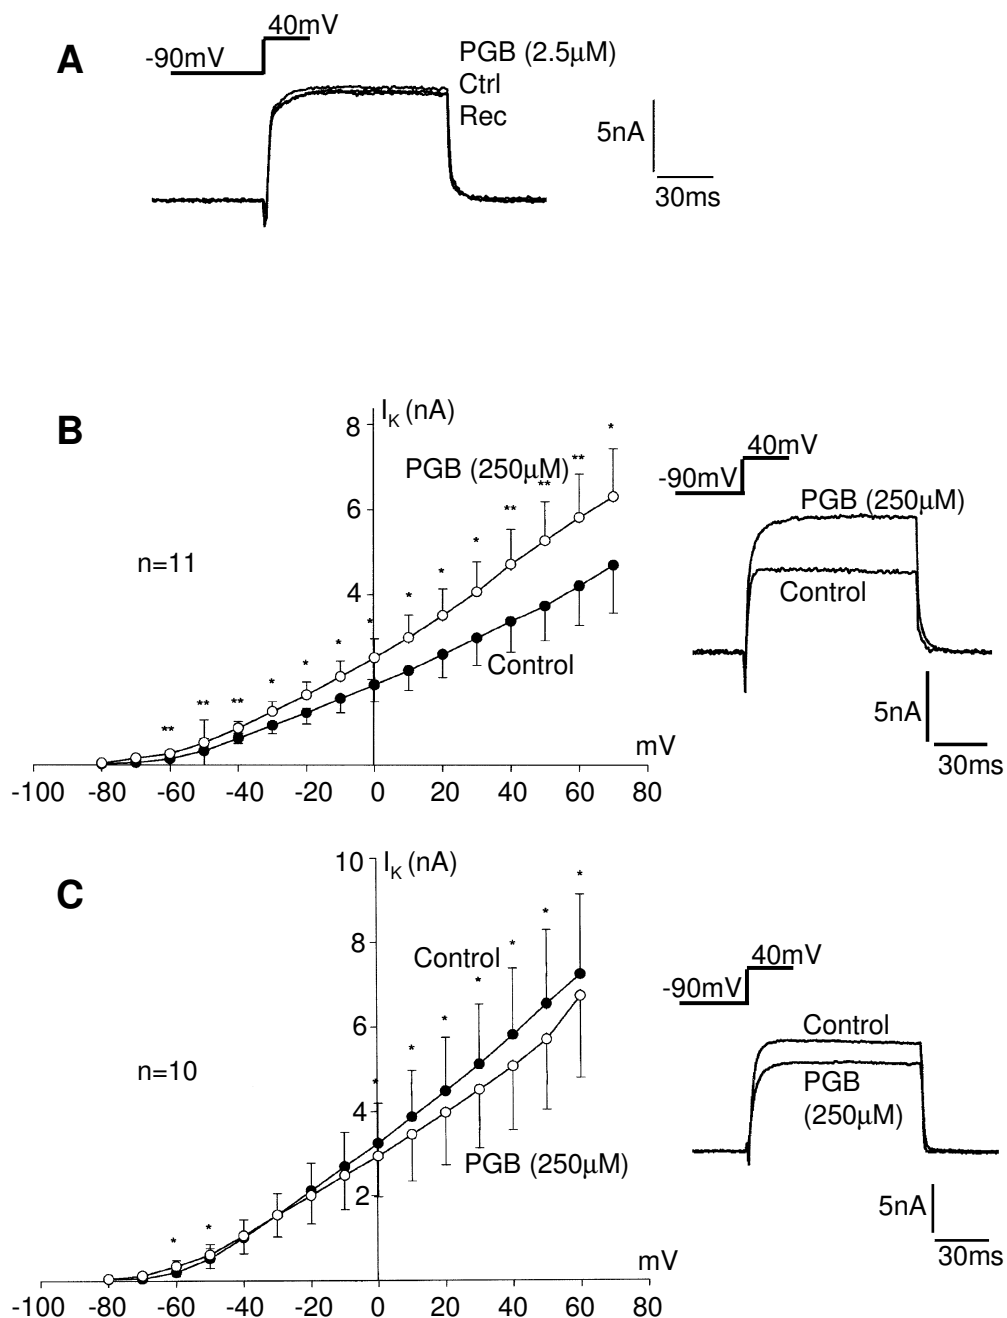 A
-90mV
40mV
PGB (2.5µM)
Ctrl
Rec
5nA
30ms
B
I_K (nA)
8
6
4
PGB (250µM)
n=11
Control
mV
-100 -80 -60 -40 -20 0 20 40 60 80
* * * * * * * * ** ** ** ** ** ** *
-90mV
40mV
PGB (250µM)
Control
5nA
30ms
C
I_K (nA)
10
8
6
4
2
Control
n=10
PGB (250µM)
mV
-100 -80 -60 -40 -20 0 20 40 60 80
* * * * * * * * *
-90mV
40mV
Control
PGB
(250µM)
5nA
30ms